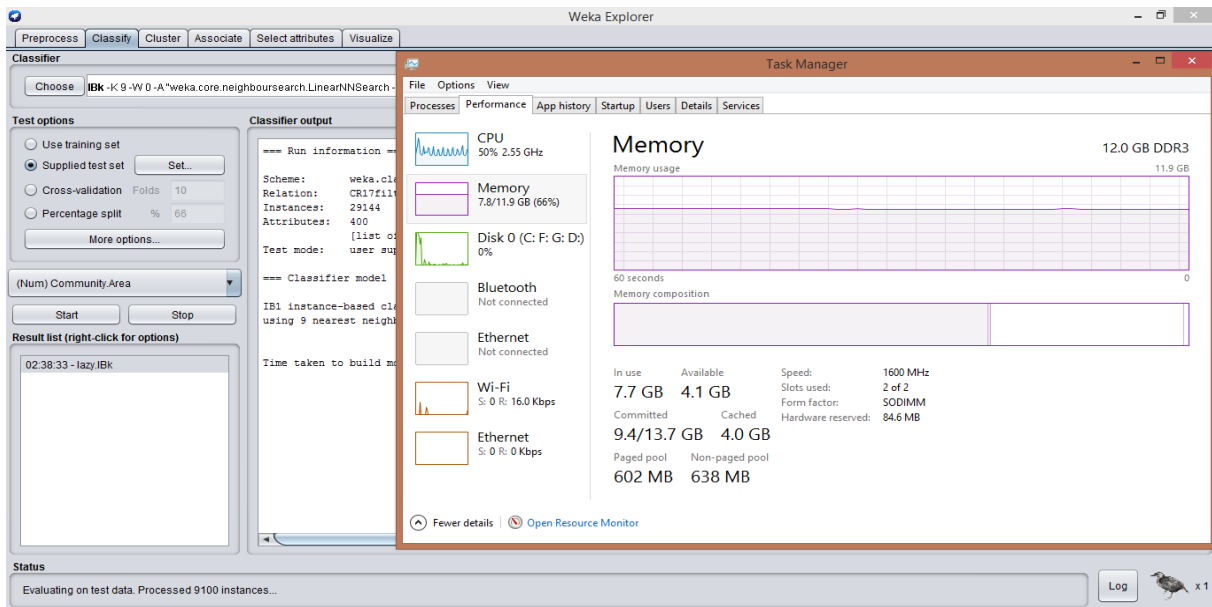 Weka Explorer
Preprocess Classify Cluster Associate Select attributes Visualize
Classifier
Choose IBk -K 9 -W 0 -A "weka.core.neighboursearch.LinearNNSearch -
Test options
Use training set
Supplied test set Set...
Cross-validation Folds 10
Percentage split % 66
More options...
(Num) Community.Area
Start Stop
Result list (right-click for options)
02:38:33 - lazy.IBk
Classifier output
=== Run information =
Scheme: weka.cla
Relation: CR17filt
Instances: 29144
Attributes: 400
[list of
Test mode: user sup
=== Classifier model
IB1 instance-based cla
using 9 nearest neighb
Time taken to build mo
Task Manager
File Options View
Processes Performance App history Startup Users Details Services
CPU
50% 2.55 GHz
Memory
7.8/11.9 GB (66%)
Disk 0 (C: F: G: D:)
0%
Bluetooth
Not connected
Ethernet
Not connected
Wi-Fi
S: 0 R: 16.0 Kbps
Ethernet
S: 0 R: 0 Kbps
Memory 12.0 GB DDR3
Memory usage 11.9 GB
60 seconds 0
Memory composition
In use Available
7.7 GB 4.1 GB
Committed Cached
9.4/13.7 GB 4.0 GB
Paged pool Non-paged pool
602 MB 638 MB
Speed: 1600 MHz
Slots used: 2 of 2
Form factor: SODIMM
Hardware reserved: 84.6 MB
Fewer details Open Resource Monitor
Status
Evaluating on test data. Processed 9100 instances...
Log x 1